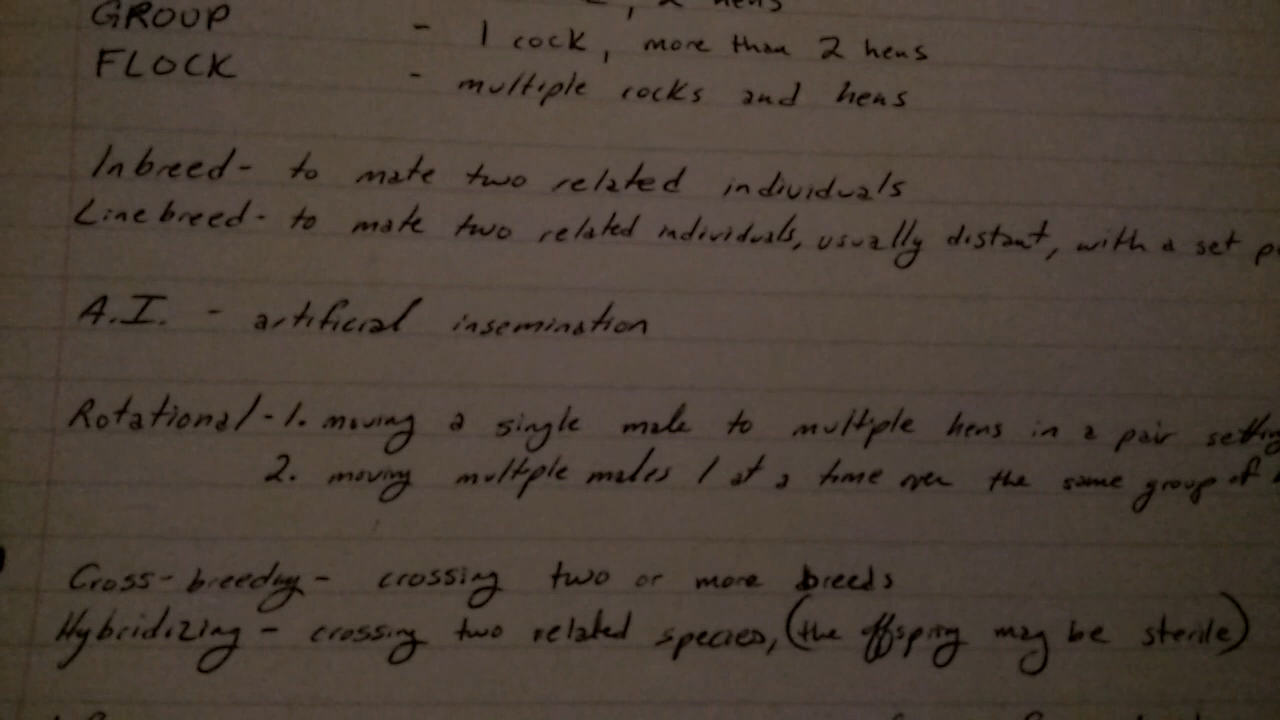 , 2 hens
GROUP - 1 cock, more than 2 hens
FLOCK - multiple cocks and hens
Inbreed - to mate two related individuals
Linebreed - to mate two related individuals, usually distant, with a set
A.I. - artificial insemination
Rotational - 1. moving a single male to multiple hens in a pair setting
2. moving multiple males 1 at a time over the same group of
Cross-breeding - crossing two or more breeds
Hybridizing - crossing two related species, (the offspring may be sterile)